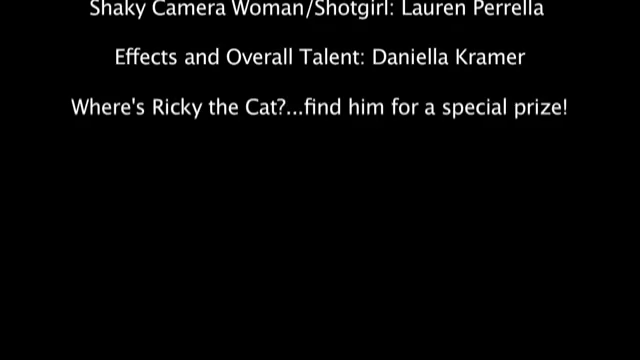 Shaky Camera Woman/Shotgirl: Lauren Perrella
Effects and Overall Talent: Daniella Kramer
Where's Ricky the Cat?...find him for a special prize!